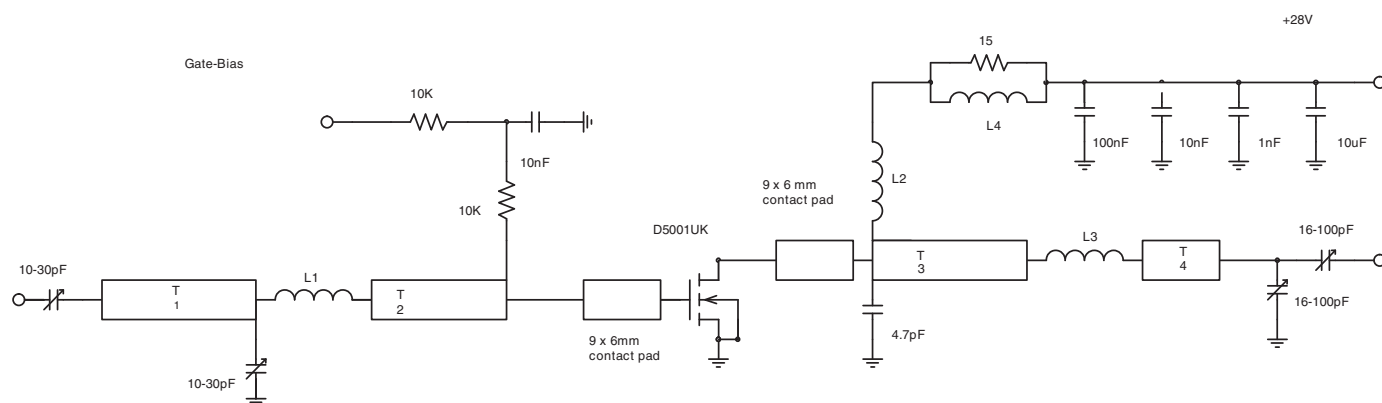 +28V
15
Gate-Bias
10K
L4
100nF
10nF
1nF
10uF
10nF
L2
9 x 6 mm
contact pad
10K
D5001UK
L3
16-100pF
10-30pF
L1
T
3
T
4
T
1
T
2
16-100pF
4.7pF
9 x 6mm
contact pad
10-30pF